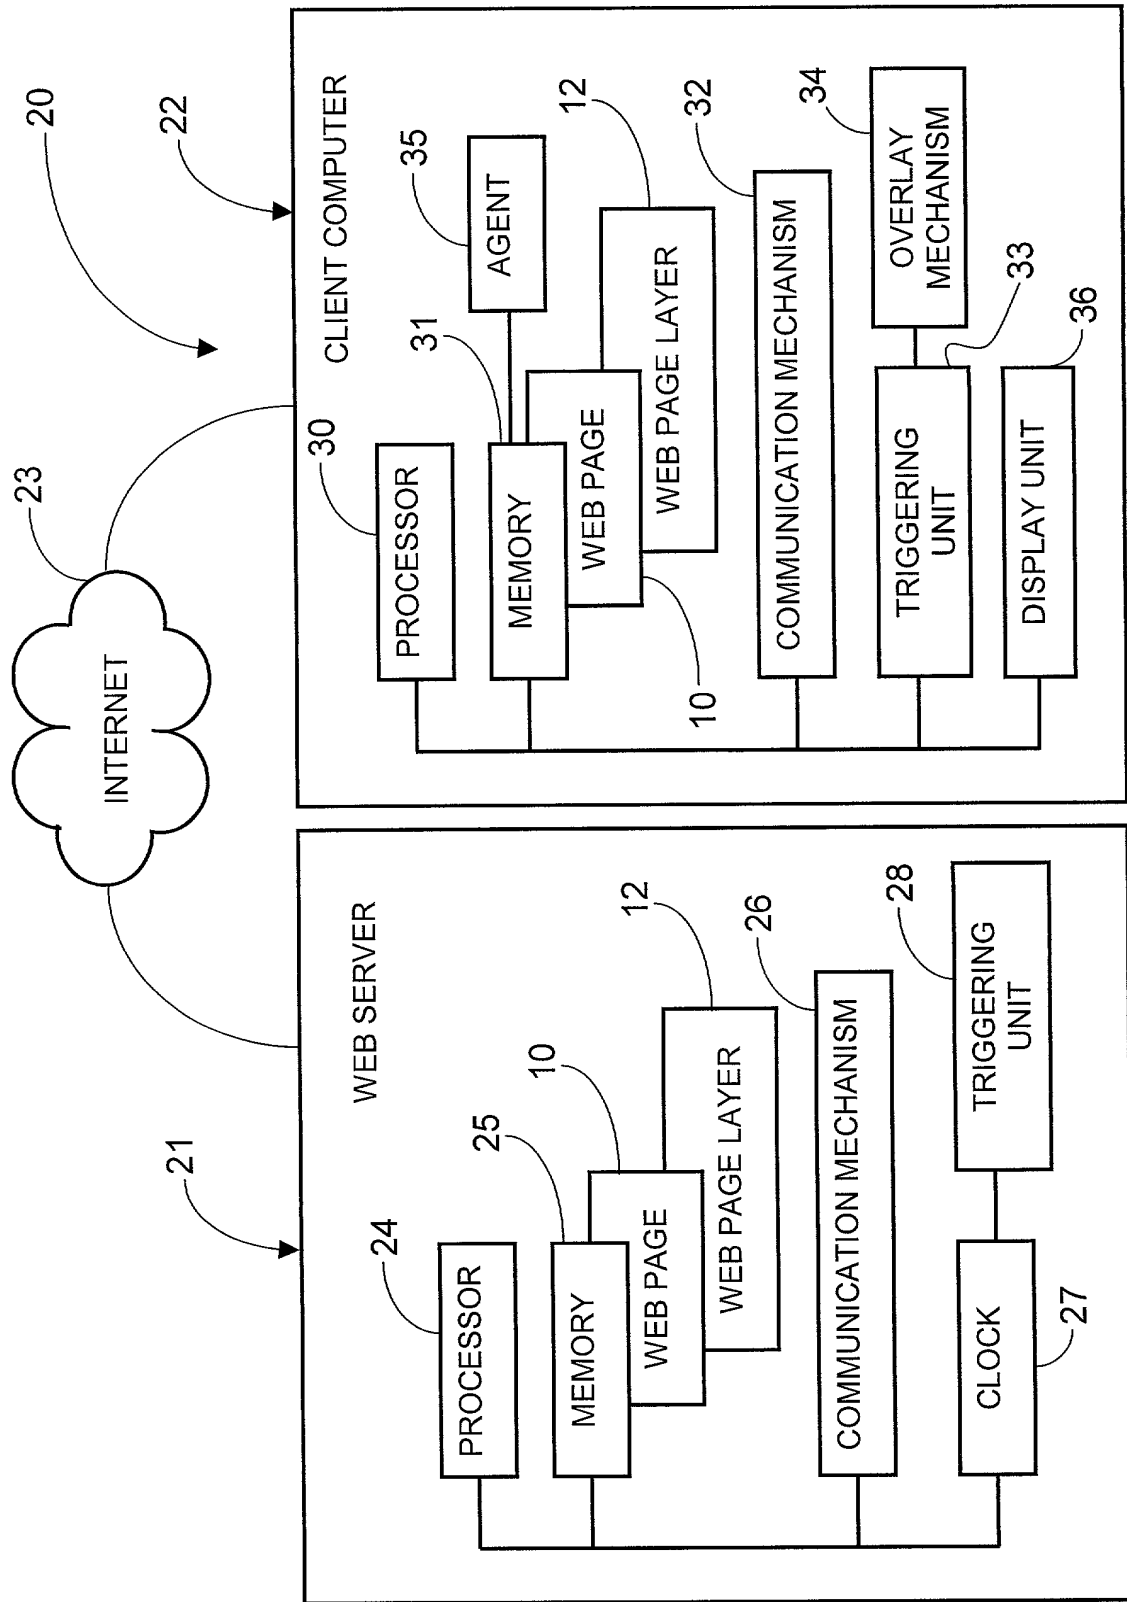 20
23
INTERNET
21
WEB SERVER
24
PROCESSOR
25
MEMORY
10
WEB PAGE
12
WEB PAGE LAYER
26
COMMUNICATION MECHANISM
CLOCK
27
28
TRIGGERING
UNIT
22
CLIENT COMPUTER
30
PROCESSOR
31
MEMORY
35
AGENT
WEB PAGE
10
12
WEB PAGE LAYER
32
COMMUNICATION MECHANISM
TRIGGERING
UNIT
33
34
OVERLAY
MECHANISM
DISPLAY UNIT
36